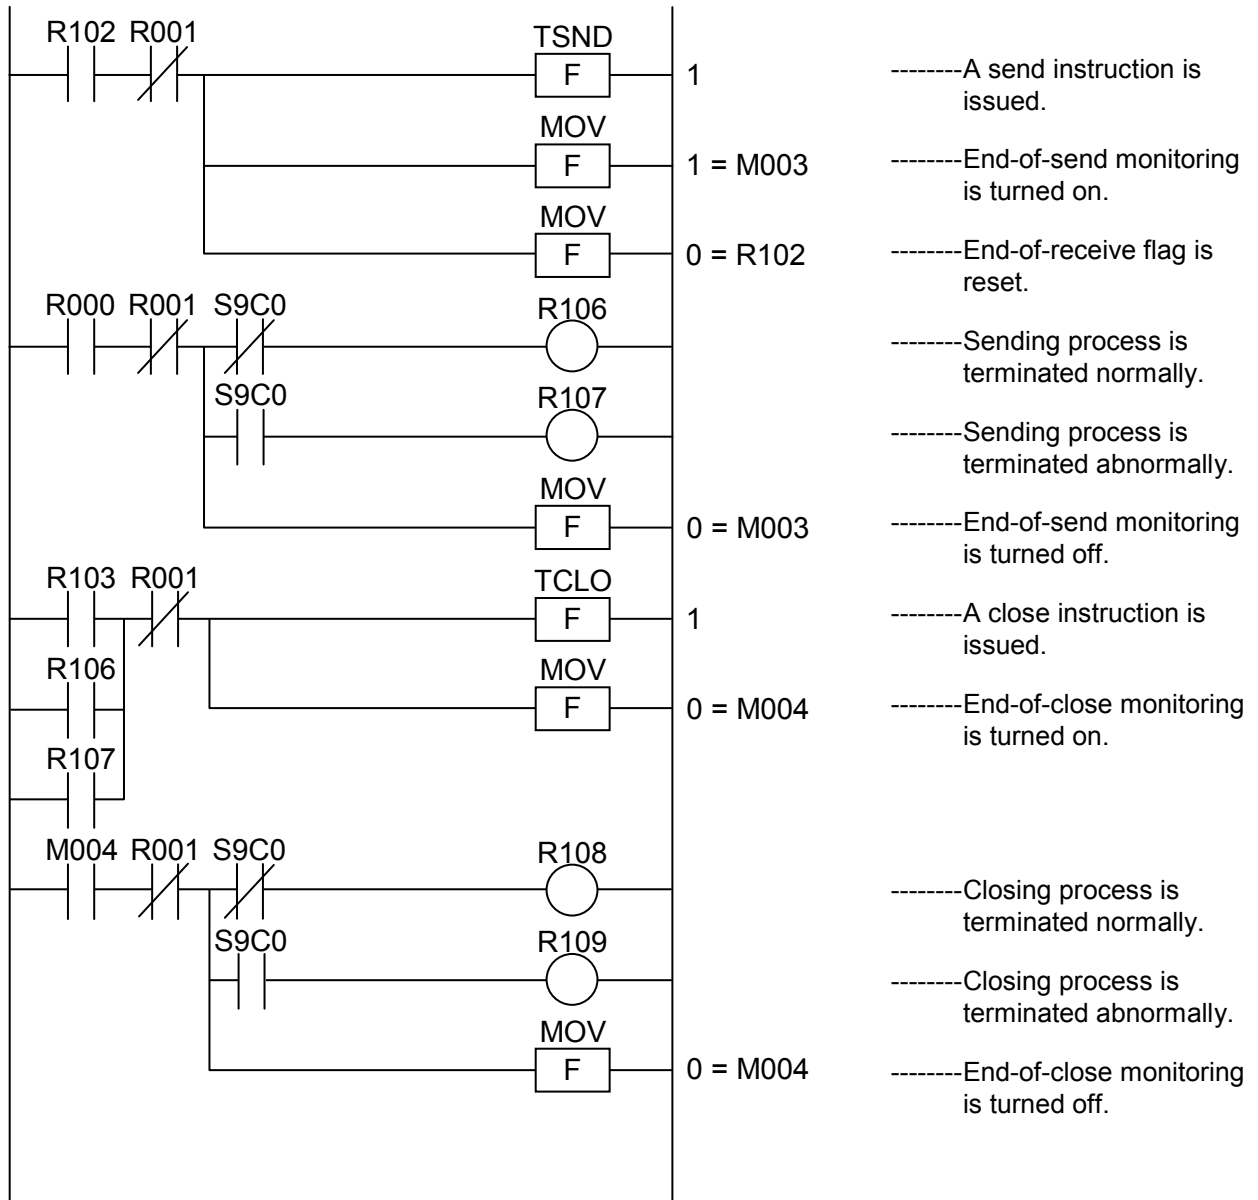 R102 R001 TSND
F 1 --------A send instruction is
issued.
MOV
F 1 = M003 --------End-of-send monitoring
is turned on.
MOV
F 0 = R102 --------End-of-receive flag is
reset.
R000 R001 S9C0 R106
--------Sending process is
terminated normally.
S9C0 R107
--------Sending process is
terminated abnormally.
MOV
F 0 = M003 --------End-of-send monitoring
is turned off.
R103 R001 TCLO
F 1 --------A close instruction is
issued.
R106 MOV
F 0 = M004 --------End-of-close monitoring
is turned on.
R107
M004 R001 S9C0 R108
--------Closing process is
terminated normally.
S9C0 R109
--------Closing process is
terminated abnormally.
MOV
F 0 = M004 --------End-of-close monitoring
is turned off.